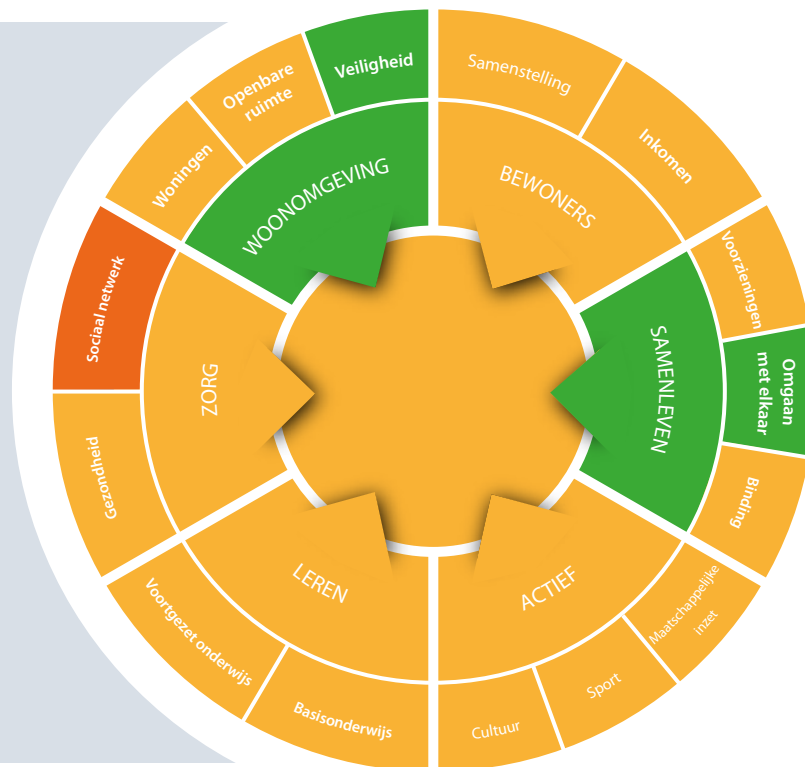 Samenstelling
Inkomen
BEWONERS
Voorzieningen
Omgaan
met elkaar
Binding
SAMENLEVEN
Maatschappelijke
inzet
Sport
Cultuur
ACTIEF
Basisonderwijs
Voortgezet onderwijs
LEREN
Gezondheid
Sociaal netwerk
ZORG
Woningen
Openbare
ruimte
Veiligheid
WOONOMGEVING